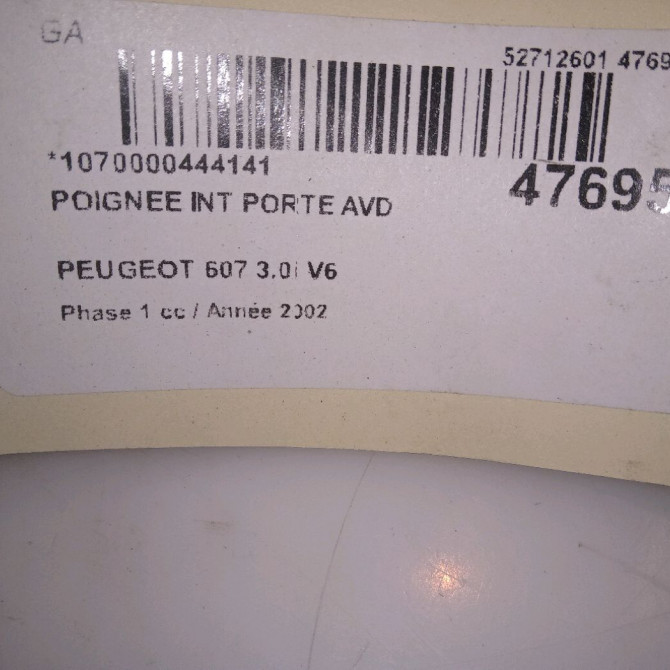 GA
52712601 4769
*1070000444141
47695
POIGNEE INT PORTE AVD
PEUGEOT 607 3.0i V6
Phase 1 cc / Année 2002